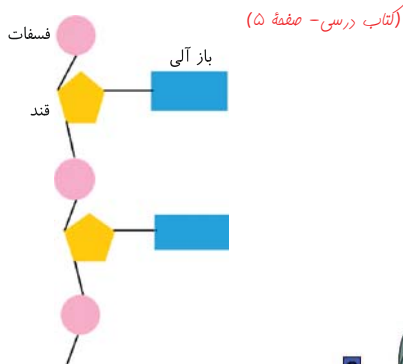 (کتاب درسی- صفحهٔ ۵)
فسفات
باز آلی
قند